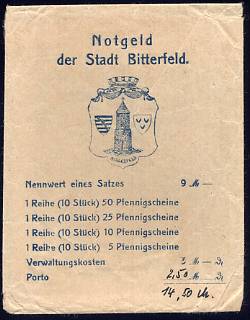 Notgeld
der Stadt Bitterfeld.
BITTERFELD
Nennwert eines Satzes 9 M —
1 Reihe (10 Stück) 50 Pfennigscheine
1 Reihe (10 Stück) 25 Pfennigscheine
1 Reihe (10 Stück) 10 Pfennigscheine
1 Reihe (10 Stück) 5 Pfennigscheine
Verwaltungskosten 3 M — Pf
Porto 2,50 M — Pf
14,50 M.